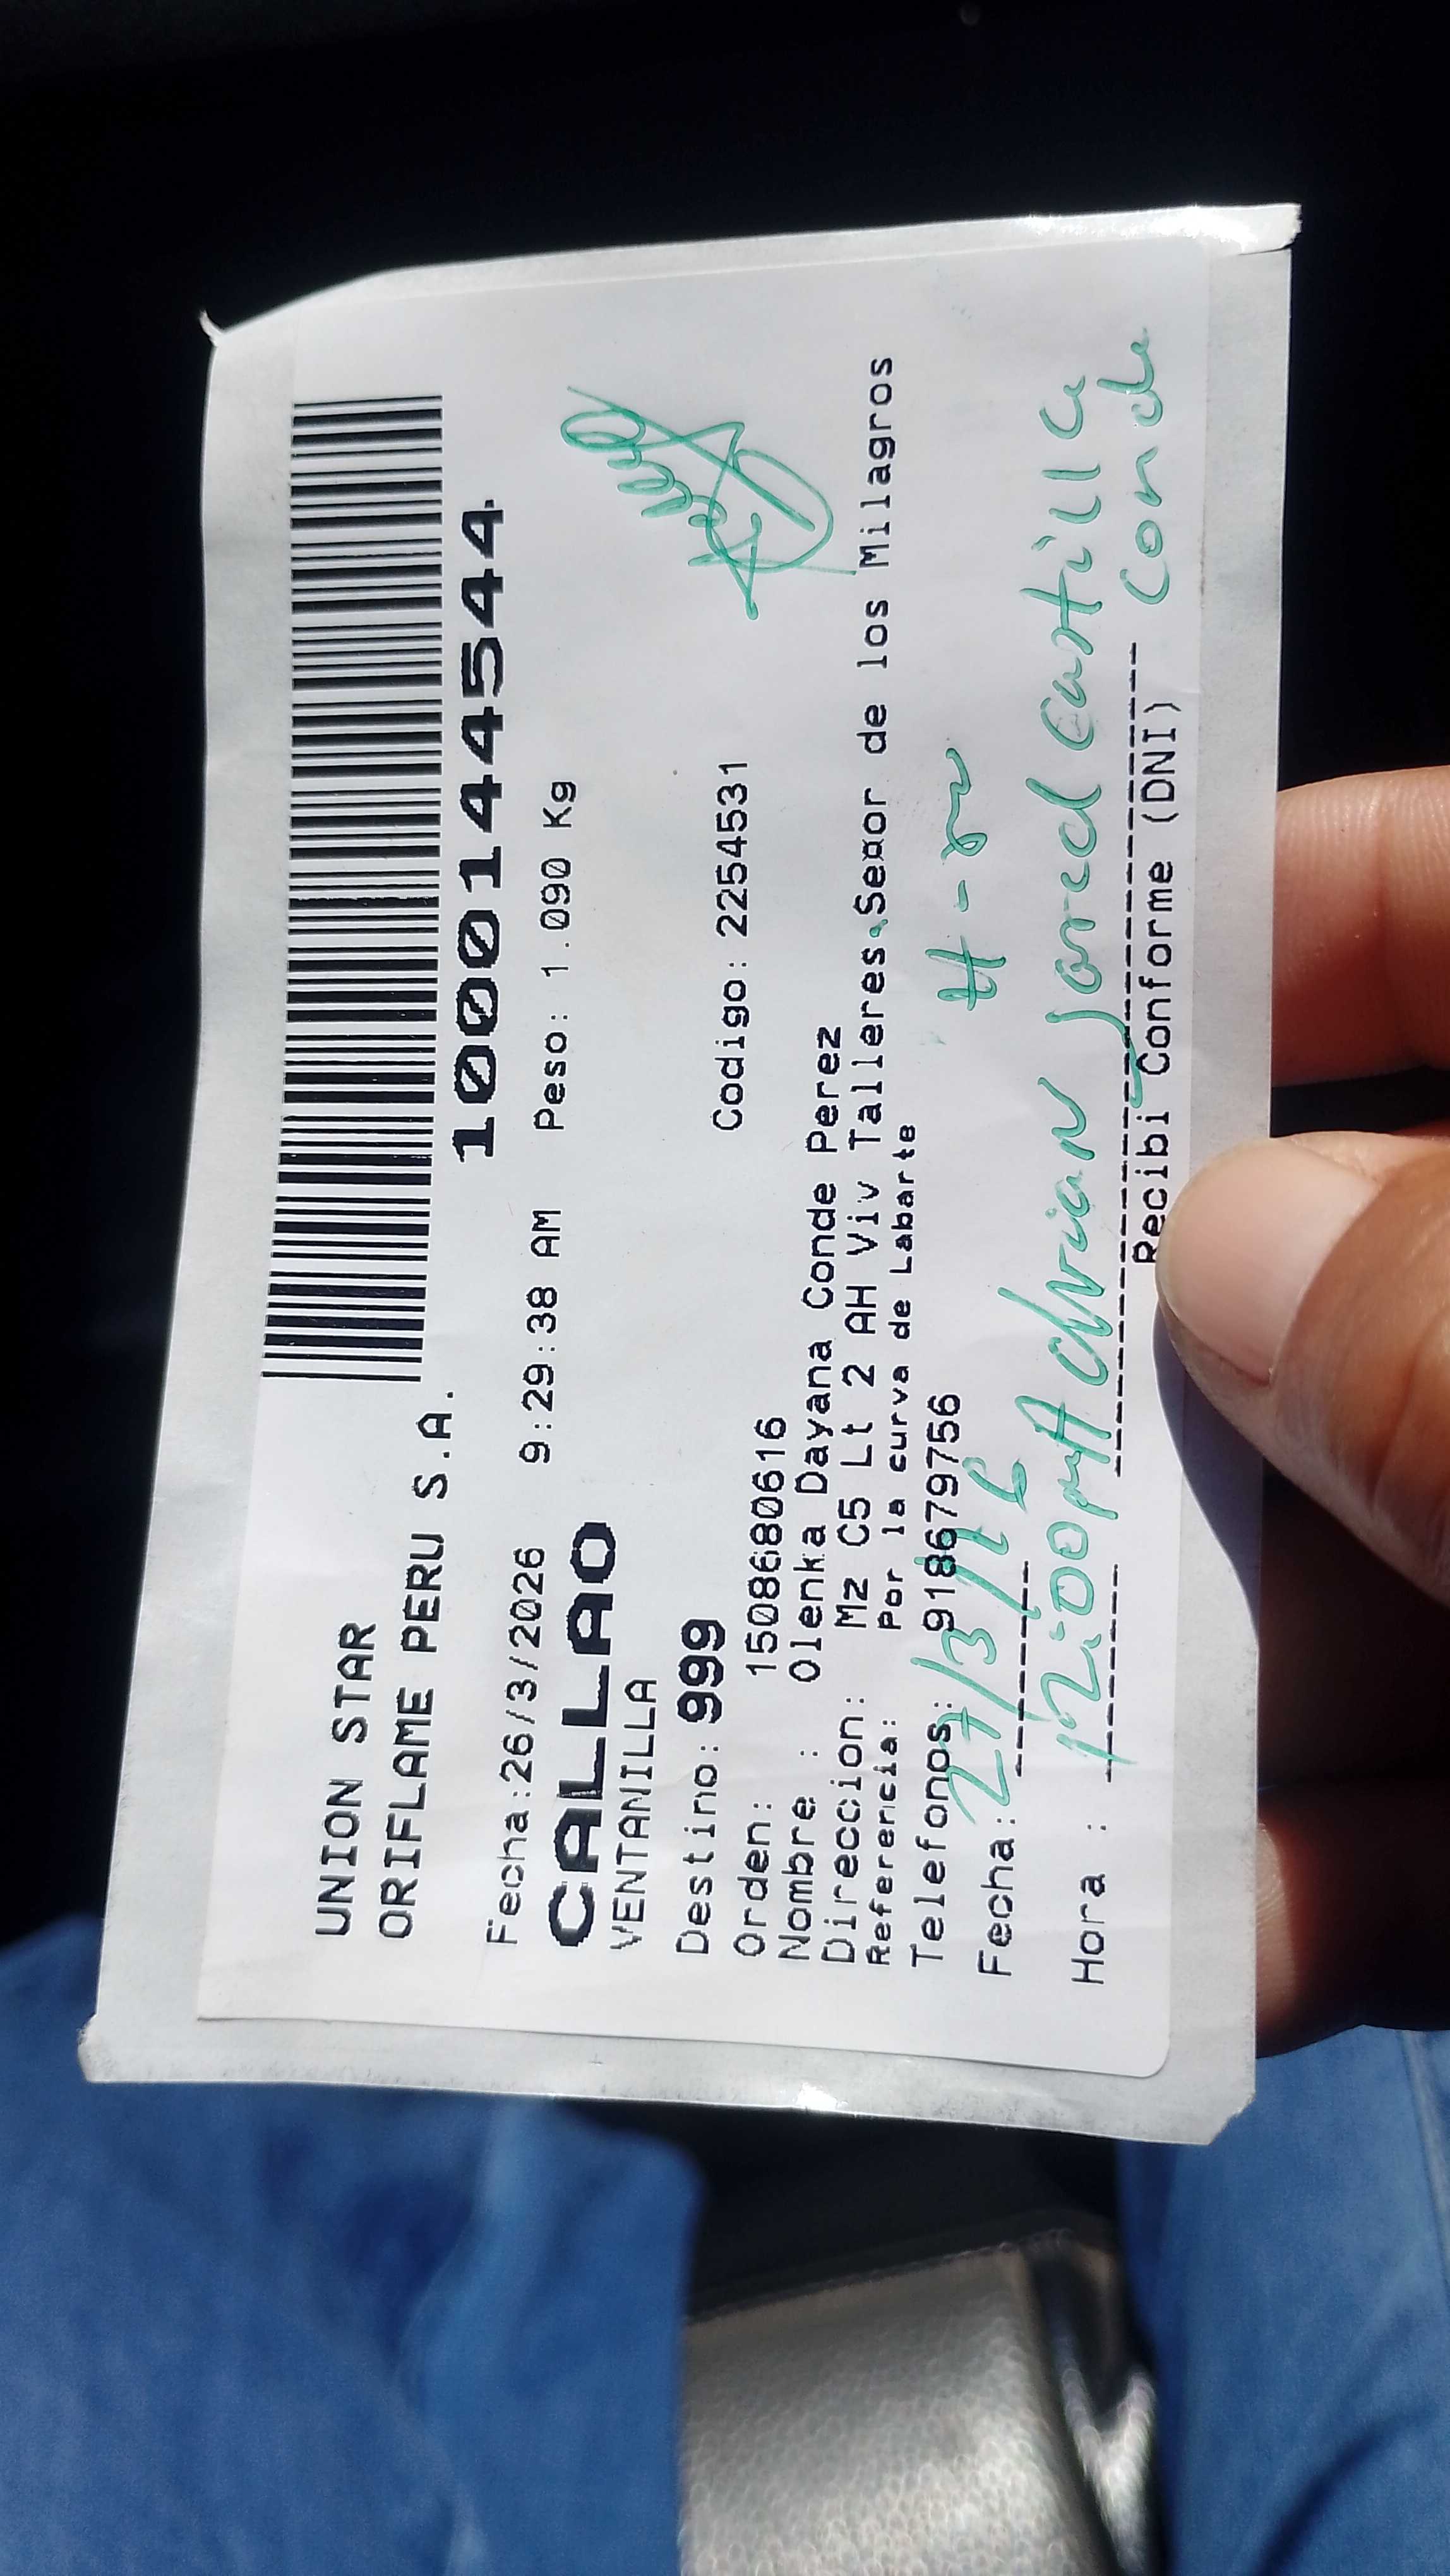 10001444544
UNION STAR
ORIFLAME PERU S.A.
Fecha:26/3/2026 9:29:38 AM Peso: 1.090 Kg
CALLAO
VENTANILLA
Destino: 999
Codigo: 2254531
Orden: 1508680616
Nombre : Olenka Dayana Conde Perez
Direccion: Mz C5 Lt 2 AH Viv Talleres Seaor de los Milagros
Referencia: Por la curva de Labarte
Telefonos: 918679756
Fecha: 27/3/26
Hora : 12:00pm Adrian Jared Castilla
Conde
Recibi Conforme (DNI)